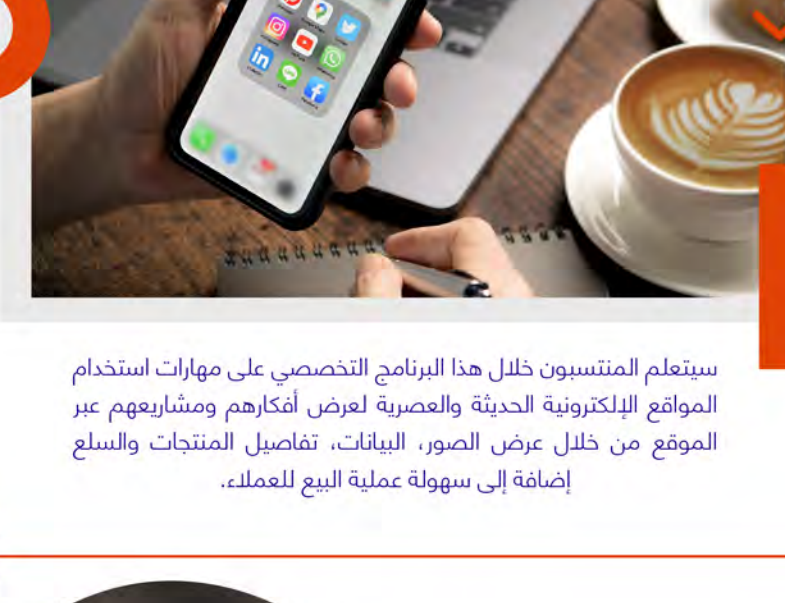 سيتعلم المنتسبون خلال هذا البرنامج التخصصي على مهارات استخدام
المواقع الإلكترونية الحديثة والعصرية لعرض أفكارهم ومشاريعهم عبر
الموقع من خلال عرض الصور، البيانات، تفاصيل المنتجات والسلع
إضافة إلى سهولة عملية البيع للعملاء.